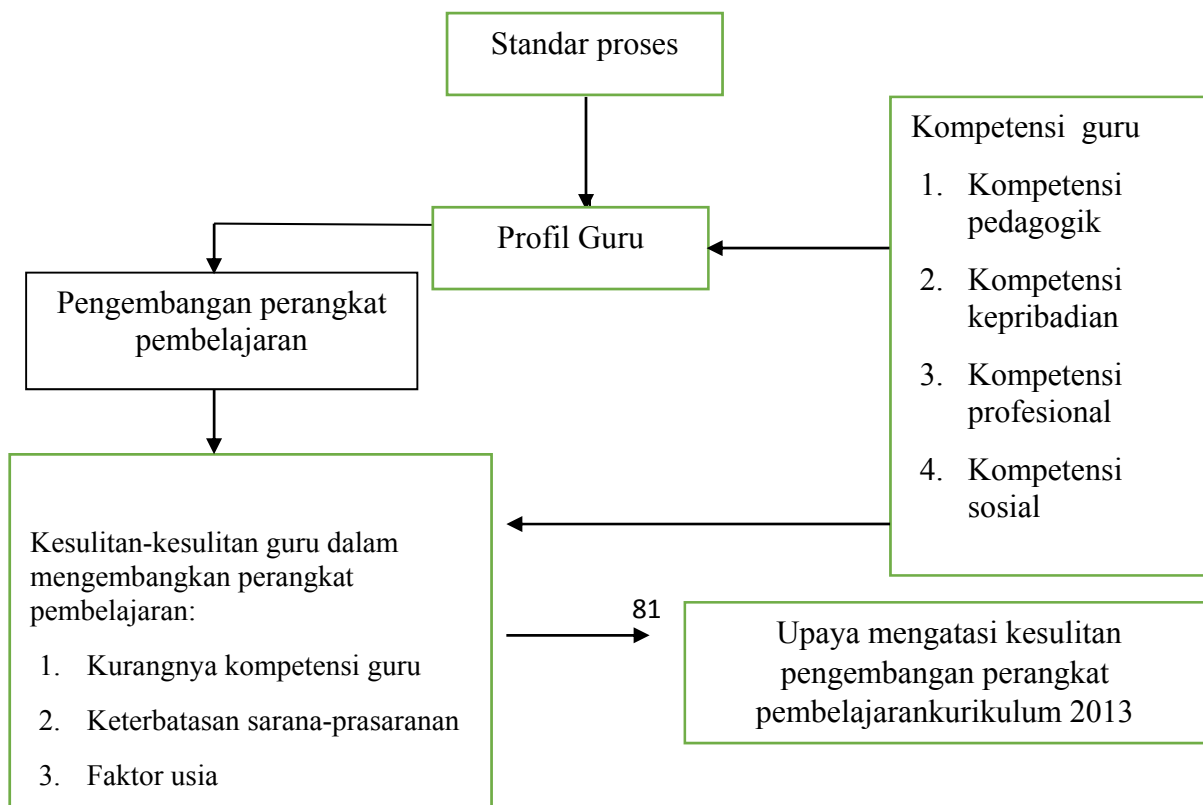 Standar proses
Kompetensi guru
1. Kompetensi
pedagogik
2. Kompetensi
kepribadian
3. Kompetensi
profesional
4. Kompetensi
sosial
Profil Guru
Pengembangan perangkat
pembelajaran
Kesulitan-kesulitan guru dalam
mengembangkan perangkat
pembelajaran:
1. Kurangnya kompetensi guru
2. Keterbatasan sarana-prasaranan
3. Faktor usia
81
Upaya mengatasi kesulitan
pengembangan perangkat
pembelajarankurikulum 2013